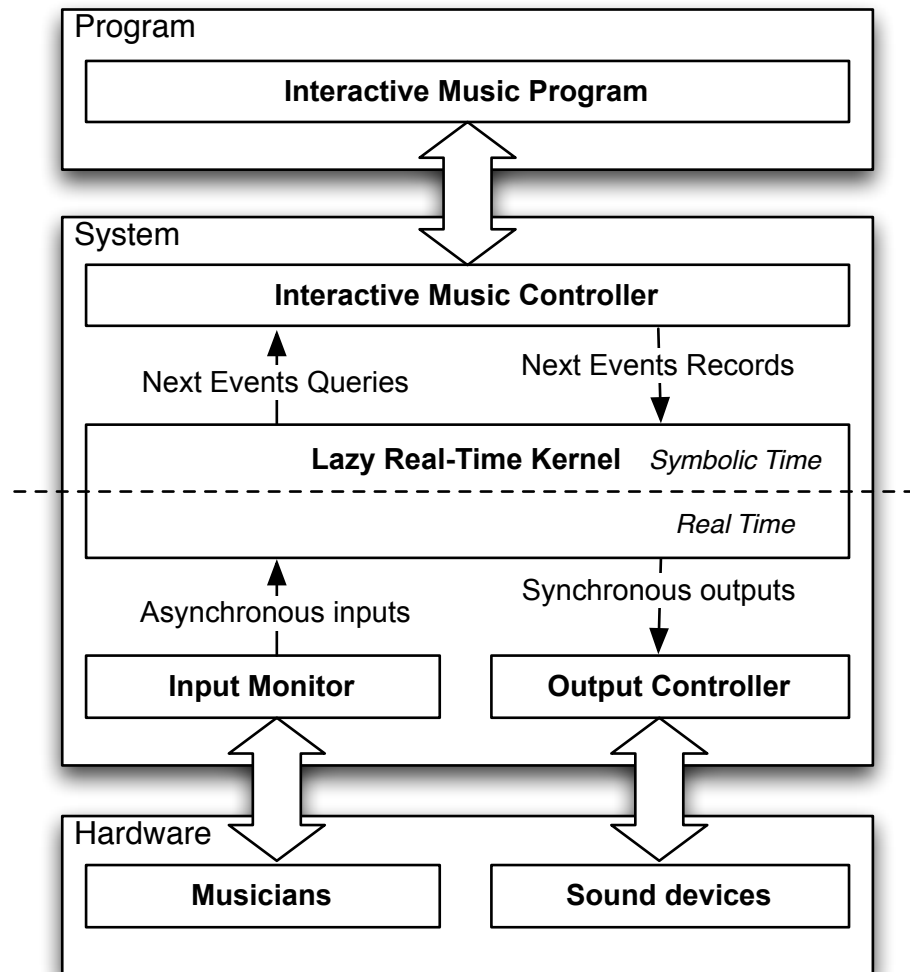 Program
Interactive Music Program
System
Interactive Music Controller
Next Events Queries
Next Events Records
Lazy Real-Time Kernel
Symbolic Time
Real Time
Asynchronous inputs
Synchronous outputs
Input Monitor
Output Controller
Hardware
Musicians
Sound devices